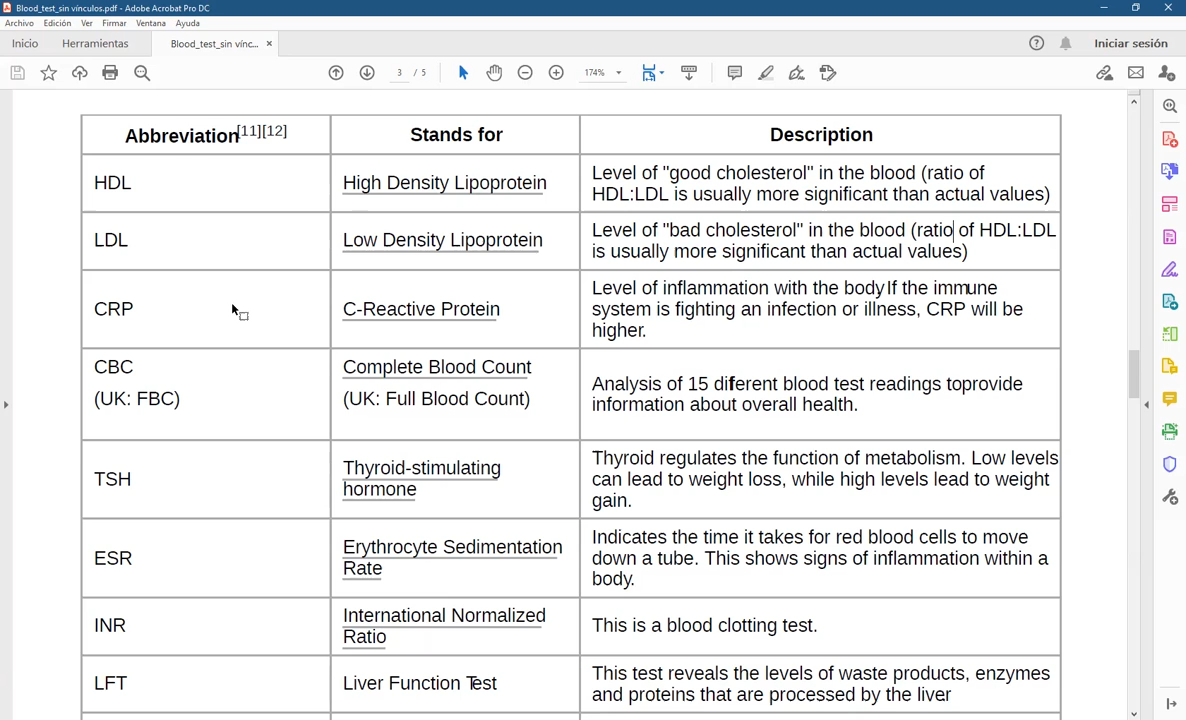 Blood_test_sin vínculos.pdf - Adobe Acrobat Pro DC
Archivo Edición Ver Firmar Ventana Ayuda
Inicio Herramientas Blood_test_sin vínc... × Iniciar sesión
3 / 5 174%
Abbreviation[11][12] Stands for Description
HDL High Density Lipoprotein Level of "good cholesterol" in the blood (ratio of
HDL:LDL is usually more significant than actual values)
LDL Low Density Lipoprotein Level of "bad cholesterol" in the blood (ratio of HDL:LDL
is usually more significant than actual values)
CRP C-Reactive Protein Level of inflammation with the body If the immune
system is fighting an infection or illness, CRP will be
higher.
CBC Complete Blood Count
(UK: FBC) (UK: Full Blood Count)
Analysis of 15 diferent blood test readings toprovide
information about overall health.
TSH Thyroid-stimulating
hormone
Thyroid regulates the function of metabolism. Low levels
can lead to weight loss, while high levels lead to weight
gain.
ESR Erythrocyte Sedimentation
Rate
Indicates the time it takes for red blood cells to move
down a tube. This shows signs of inflammation within a
body.
INR International Normalized
Ratio
This is a blood clotting test.
LFT Liver Function Test This test reveals the levels of waste products, enzymes
and proteins that are processed by the liver